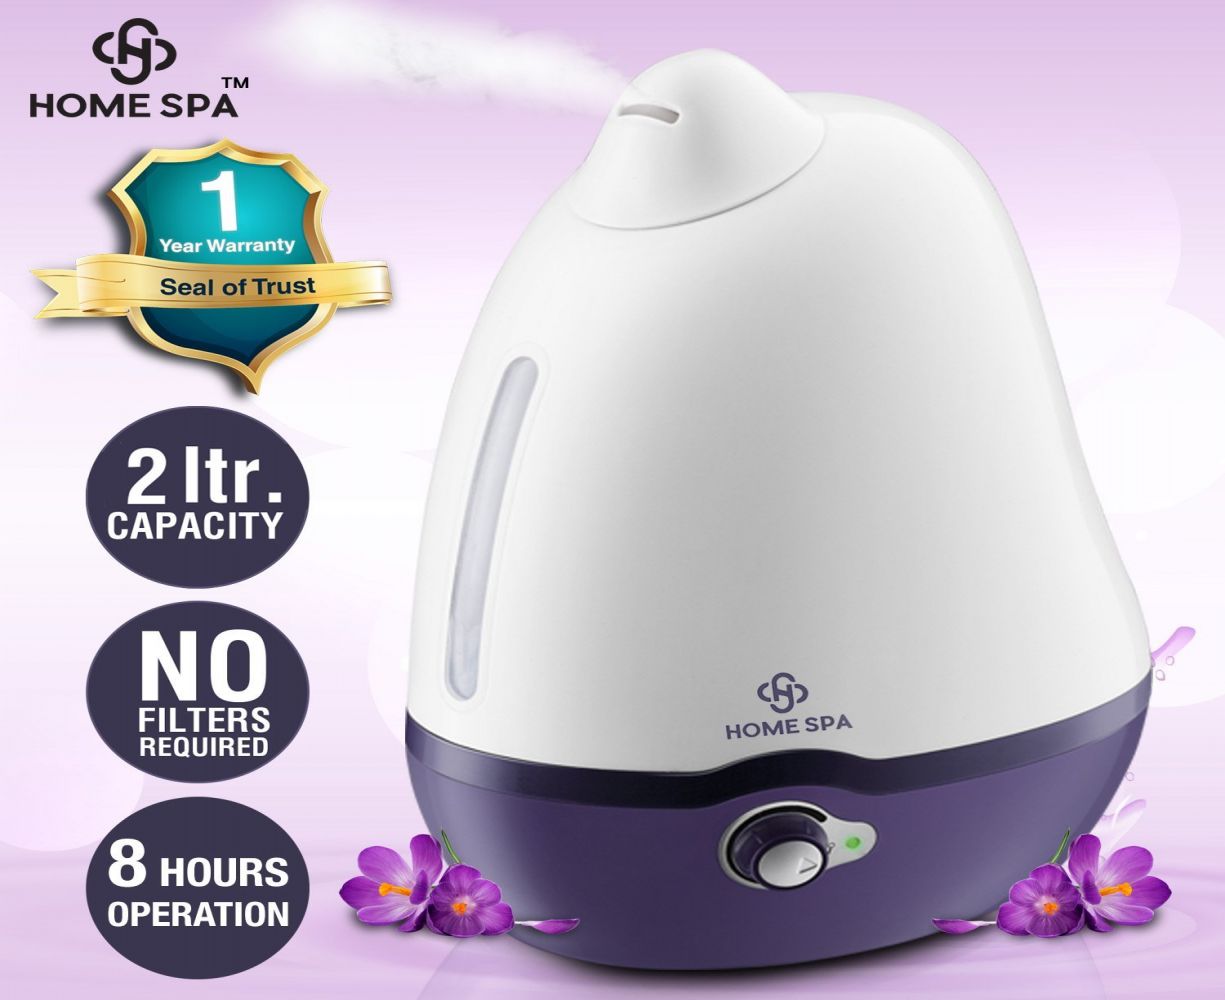 HOME SPA™
1
Year Warranty
Seal of Trust
2 ltr.
CAPACITY
NO
FILTERS
REQUIRED
8 HOURS
OPERATION
HOME SPA